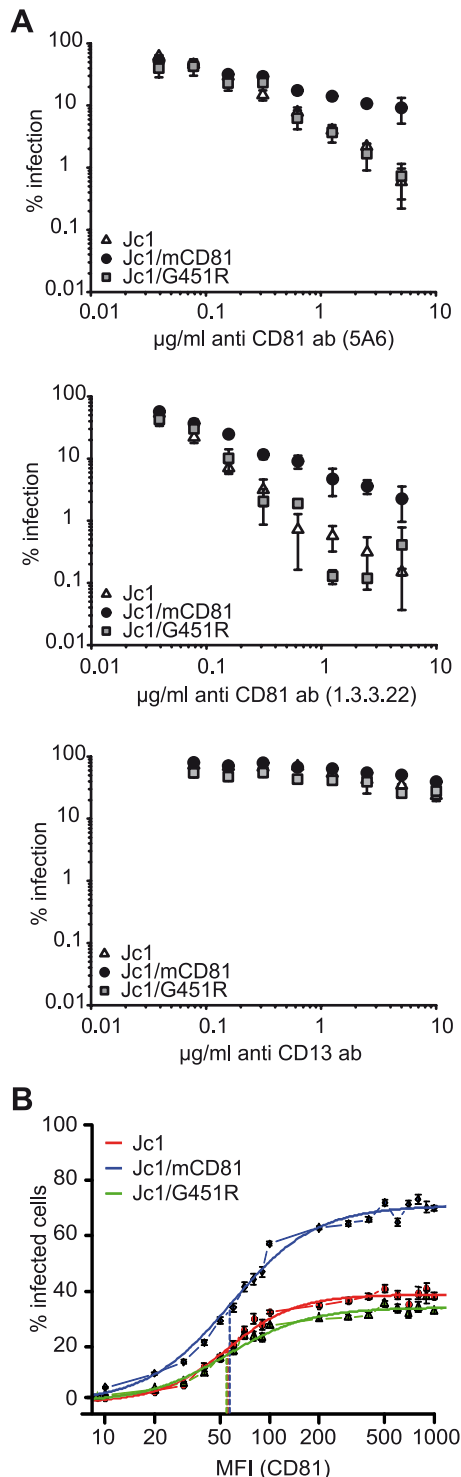 A
% infection
100
10
1
0.1
0.01
Jc1
Jc1/mCD81
Jc1/G451R
0.01 0.1 1 10
µg/ml anti CD81 ab (5A6)
% infection
100
10
1
0.1
0.01
Jc1
Jc1/mCD81
Jc1/G451R
0.01 0.1 1 10
µg/ml anti CD81 ab (1.3.3.22)
% infection
100
10
1
0.1
0.01
Jc1
Jc1/mCD81
Jc1/G451R
0.01 0.1 1 10
µg/ml anti CD13 ab
B
% infected cells
100
80
60
40
20
0
Jc1
Jc1/mCD81
Jc1/G451R
10 20 50 100 200 500 1000
MFI (CD81)